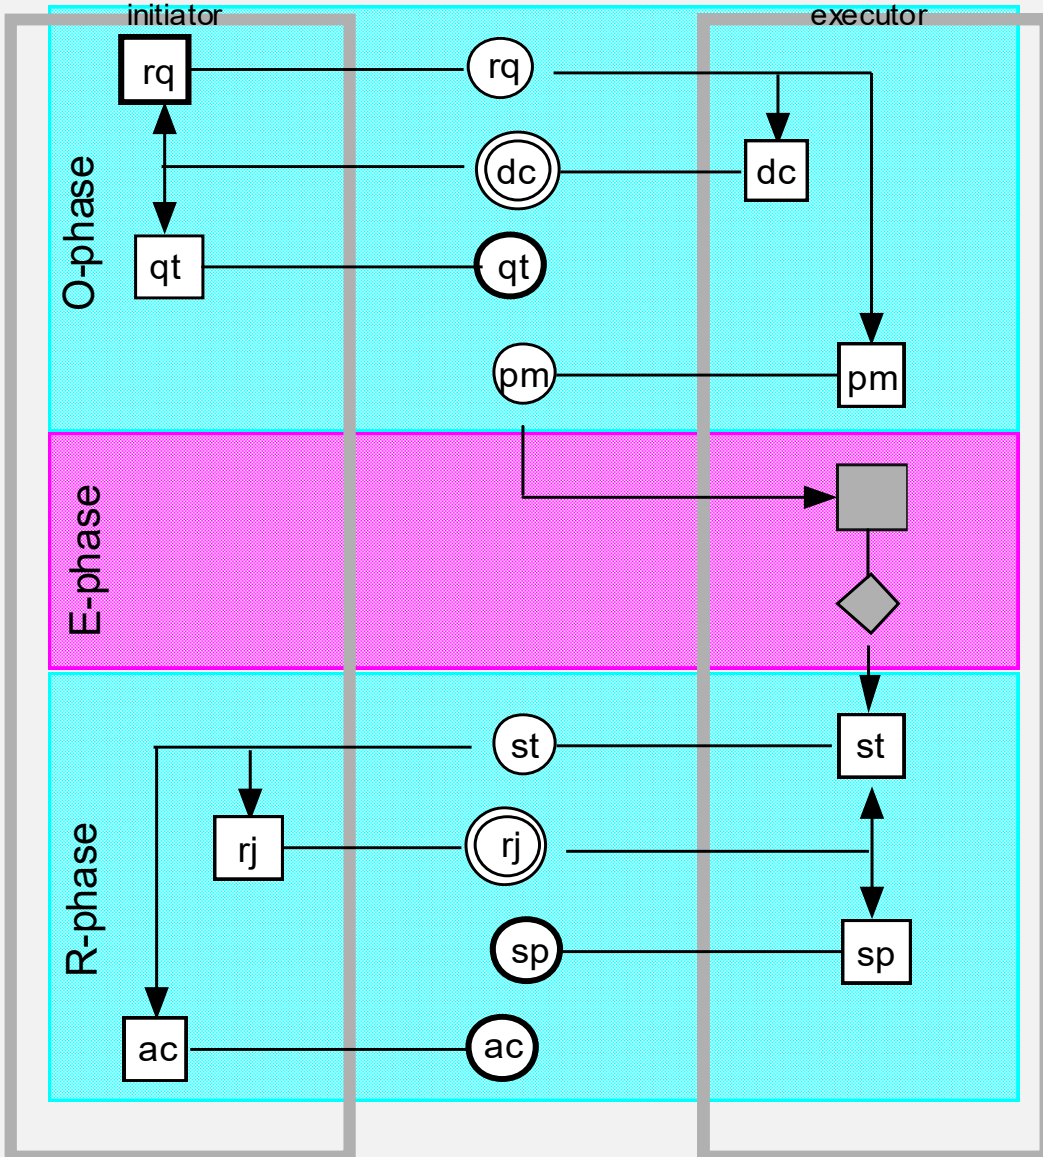 initiator
executor
rq
rq
O-phase
dc
dc
qt
qt
pm
pm
E-phase
st
st
R-phase
rj
rj
sp
sp
ac
ac